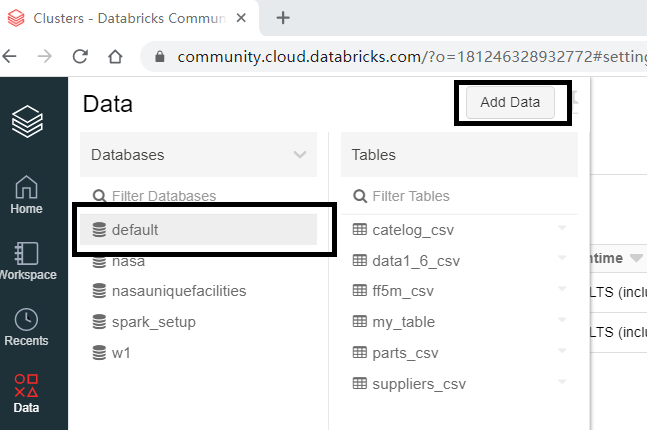 Clusters - Databricks Commun
community.cloud.databricks.com/?o=181246328932772#setting
Data
Add Data
Databases
Tables
Filter Databases
Filter Tables
default
catelog_csv
nasa
data1_6_csv
nasauniquefacilities
ff5m_csv
spark_setup
my_table
w1
parts_csv
suppliers_csv
Home
Workspace
Recents
Data
ntime
LTS (inclu
LTS (inclu